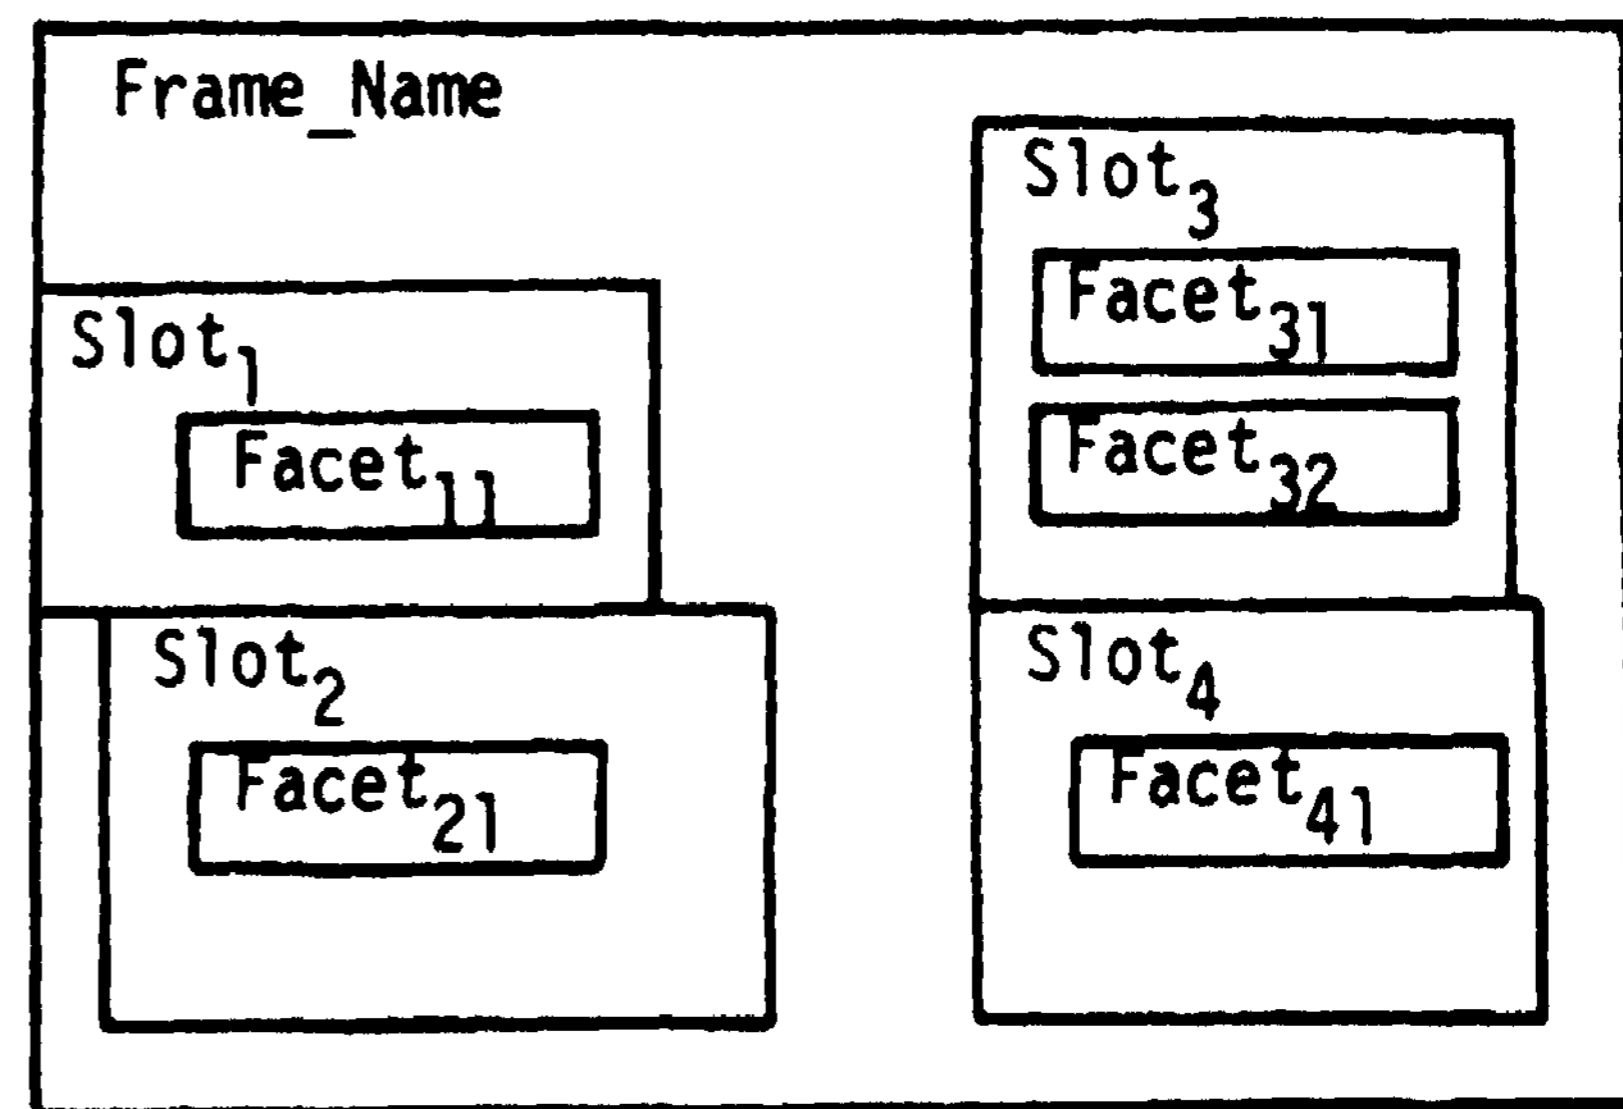 Frame_Name
Slot₁
Facet₁₁
Slot₂
Facet₂₁
Slot₃
Facet₃₁
Facet₃₂
Slot₄
Facet₄₁